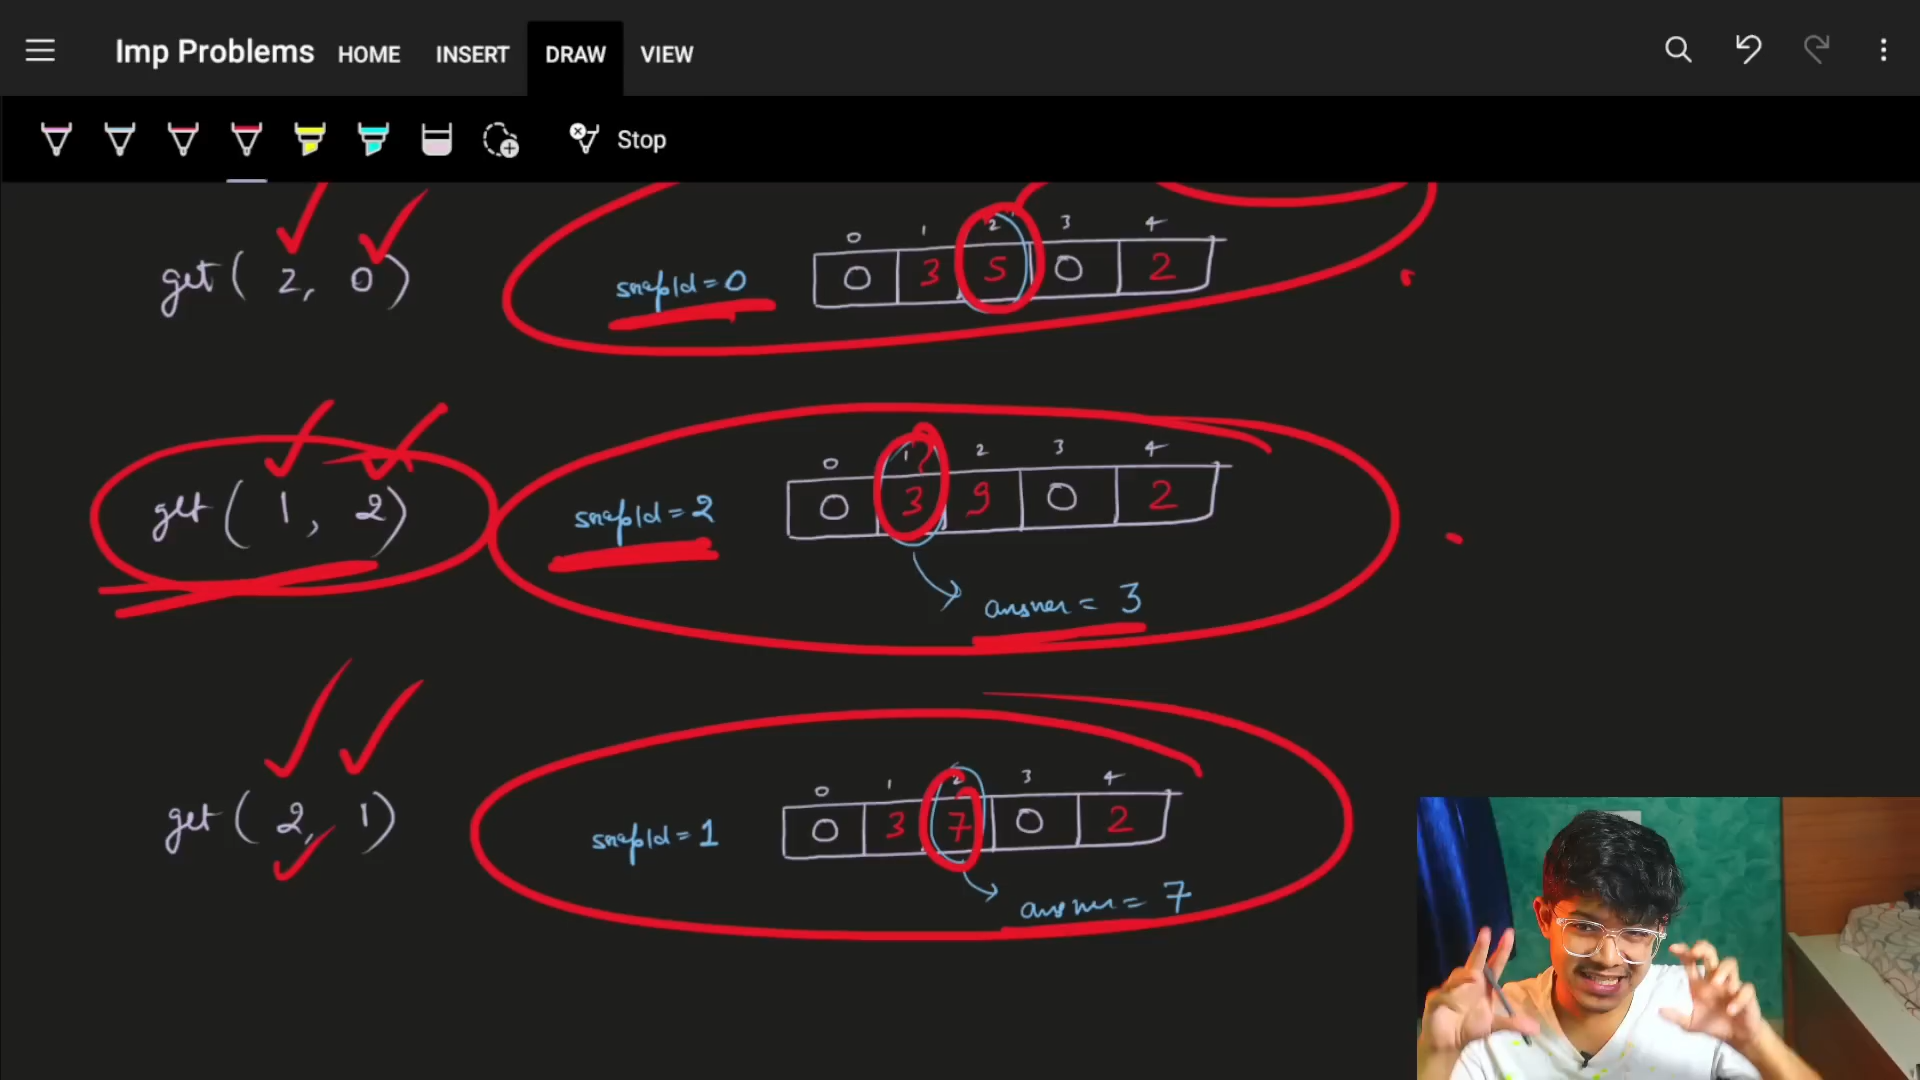 Imp Problems HOME INSERT DRAW VIEW
Stop
0 1 2 3 4
get( 2, 0) snapId = 0 0 3 5 0 2
0 1 2 3 4
get( 1, 2) snapId = 2 0 3 9 0 2
answer = 3
0 1 2 3 4
get( 2, 1) snapId = 1 0 3 7 0 2
answer = 7